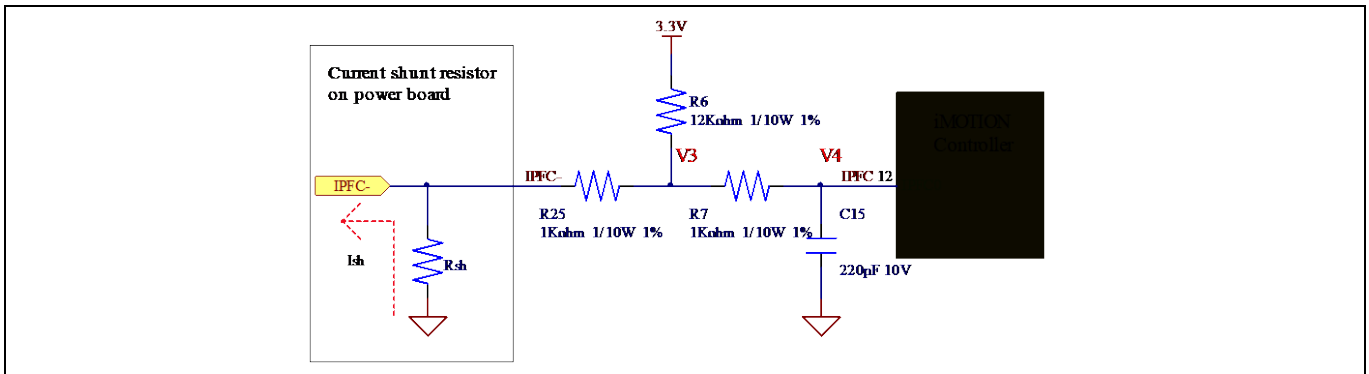 3.3V
Current shunt resistor
on power board
R6
12Kohm 1/10W 1%
V3
V4
IPFC-
IPFC-
IPFC 12
iMOTION
Controller
R25
1Kohm 1/10W 1%
R7
1Kohm 1/10W 1%
C15
Ish
Rsh
220pF 10V